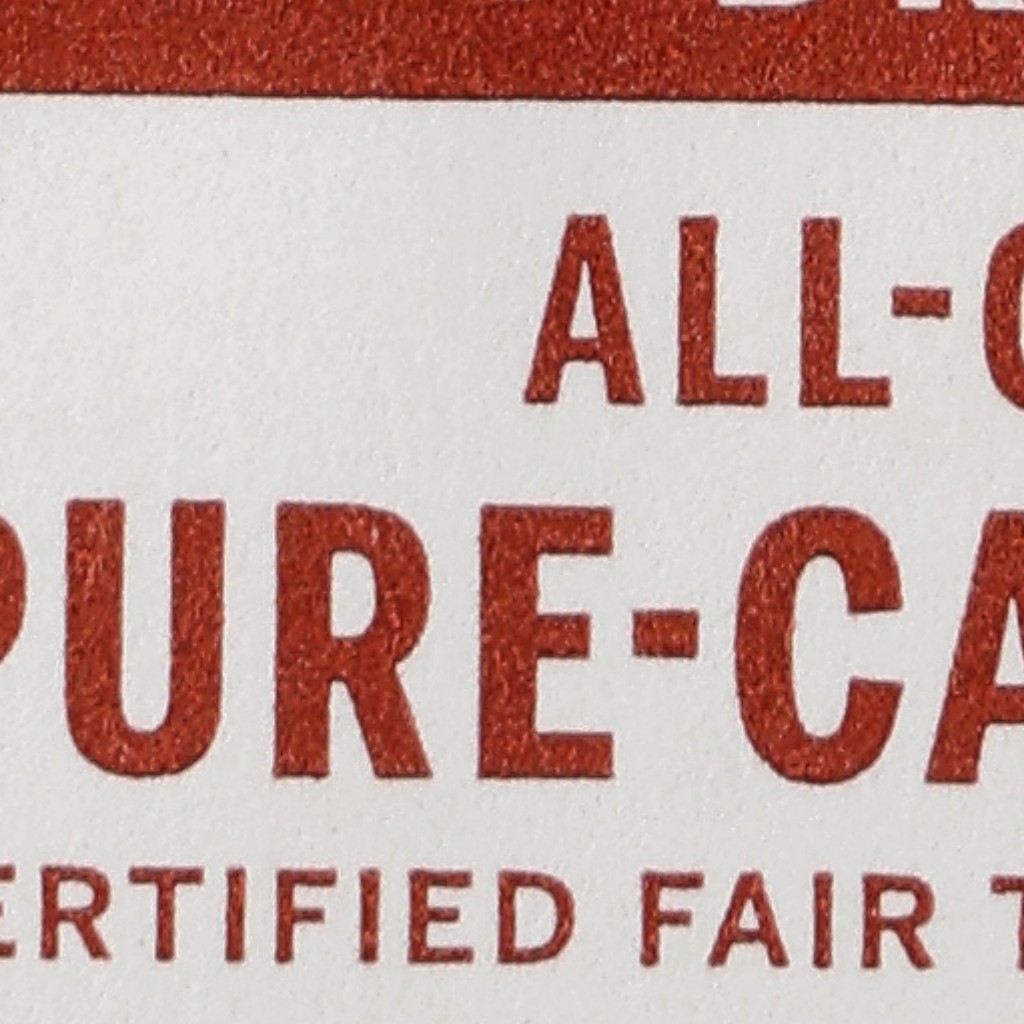 ALL-
PURE-CA
ERTIFIED FAIR T